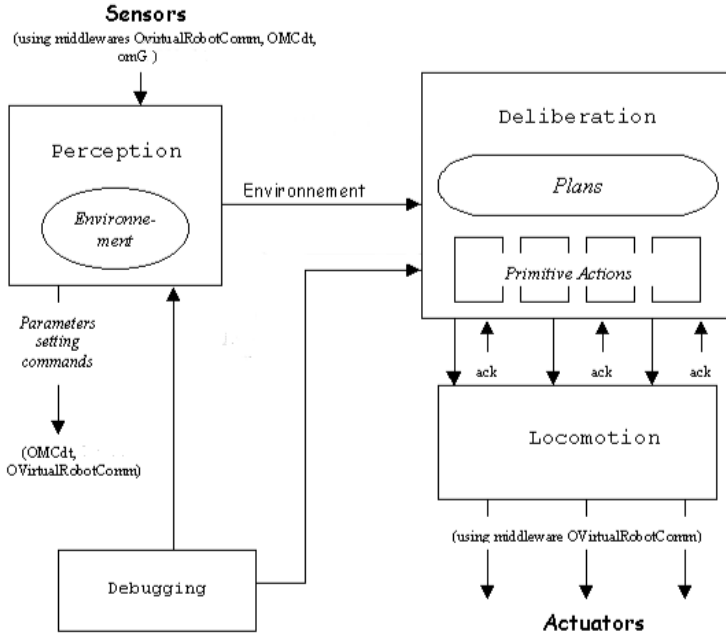 Sensors
(using middlewares OvirtualRobotComm, OMCdt,
omG )
Perception
Environne-
ment
Environnement
Deliberation
Plans
Primitive Actions
Parameters
setting
commands
ack
ack
ack
(OMCdt,
OVirtualRobotComm)
Locomotion
(using middleware OVirtualRobotComm)
Debugging
Actuators